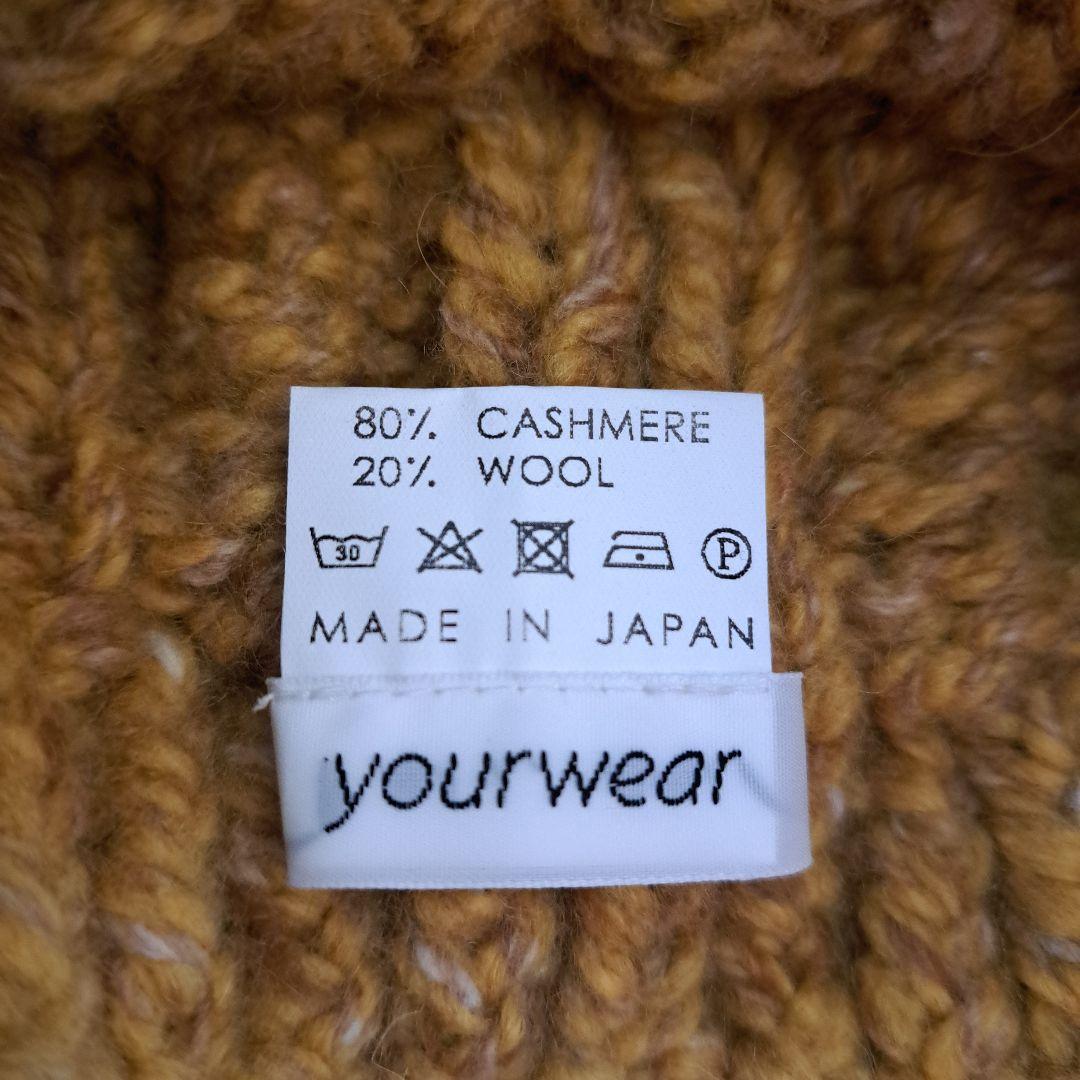 80% CASHMERE
20% WOOL
30 P
MADE IN JAPAN
yourwear